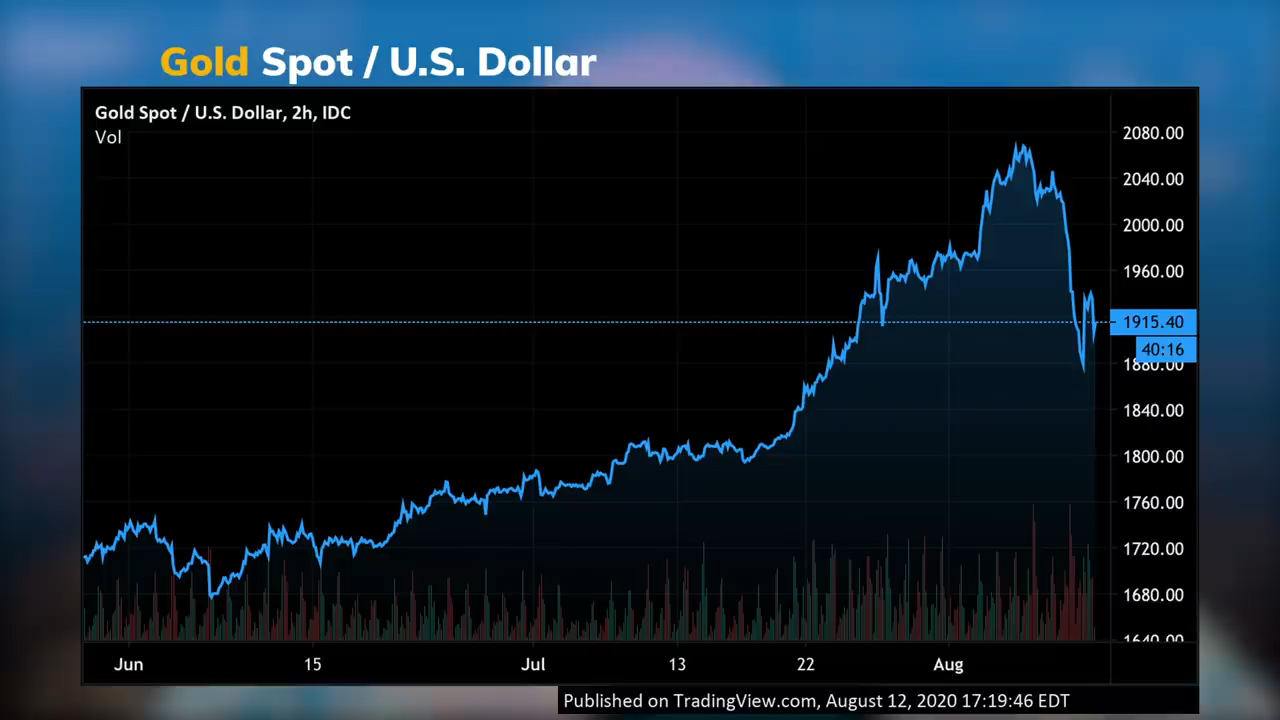 Gold Spot / U.S. Dollar
Gold Spot / U.S. Dollar, 2h, IDC
Vol
2080.00
2040.00
2000.00
1960.00
1915.40
40:16
1880.00
1840.00
1800.00
1760.00
1720.00
1680.00
1640.00
Jun 15 Jul 13 22 Aug
Published on TradingView.com, August 12, 2020 17:19:46 EDT